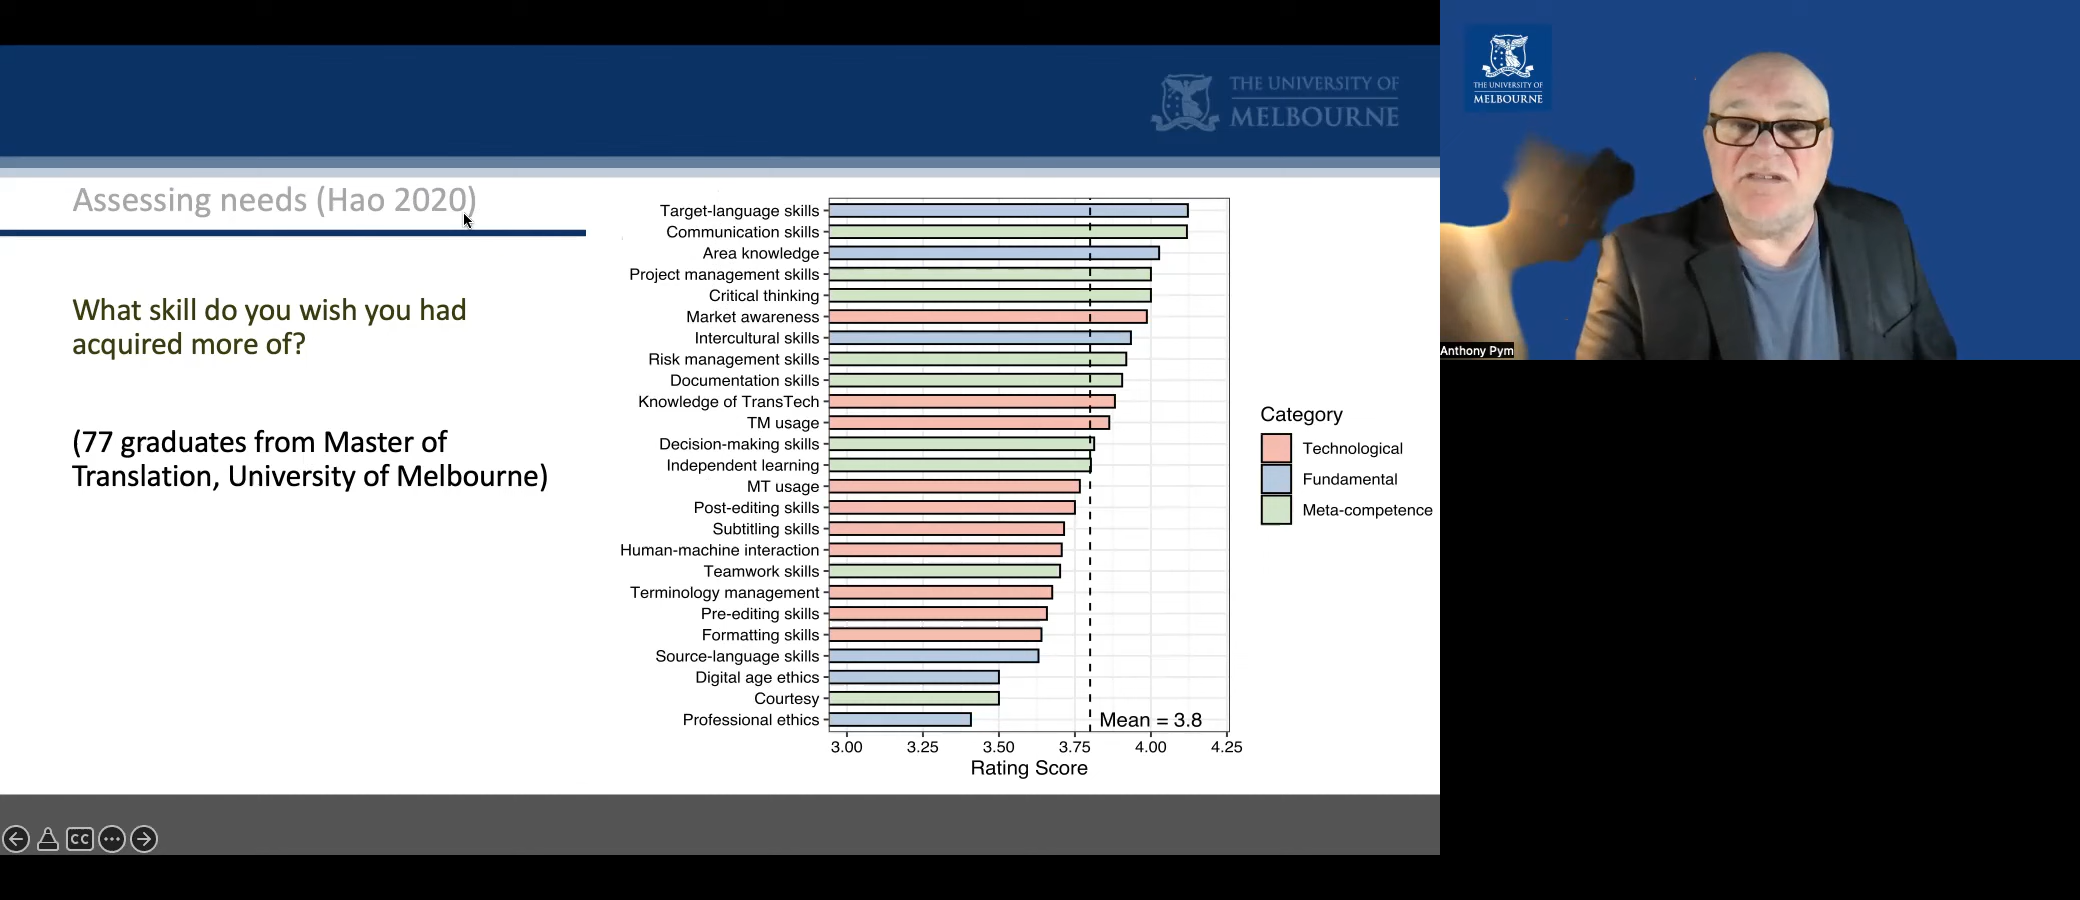 THE UNIVERSITY OF
MELBOURNE
Assessing needs (Hao 2020)
What skill do you wish you had
acquired more of?
(77 graduates from Master of
Translation, University of Melbourne)
Target-language skills
Communication skills
Area knowledge
Project management skills
Critical thinking
Market awareness
Intercultural skills
Risk management skills
Documentation skills
Knowledge of TransTech
TM usage
Decision-making skills
Independent learning
MT usage
Post-editing skills
Subtitling skills
Human-machine interaction
Teamwork skills
Terminology management
Pre-editing skills
Formatting skills
Source-language skills
Digital age ethics
Courtesy
Professional ethics
Mean = 3.8
3.00 3.25 3.50 3.75 4.00 4.25
Rating Score
Category
Technological
Fundamental
Meta-competence
CC
THE UNIVERSITY OF
MELBOURNE
Anthony Pym